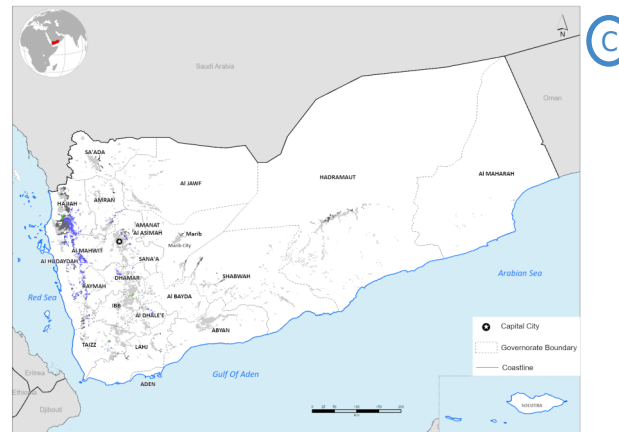 C
N
Saudi Arabia
Oman
SA'ADA
Al JAWF
HADRAMAUT
Al MAHARAH
HAJJAH
AMRAN
AMANAT
Al ASIMAH
Marib
Marib City
Al MAHWIT
Al HUDAYDAH
SANA'A
Arabian Sea
DHAMAR
SHABWAH
RAYMAH
Red Sea
Al BAYDA
IBB
Al DHALE'E
ABYAN
TAIZZ
LAHJ
Capital City
Governorate Boundary
Coastline
Eritrea
Gulf Of Aden
ADEN
Ethiopia
Djibouti
SOCOTRA